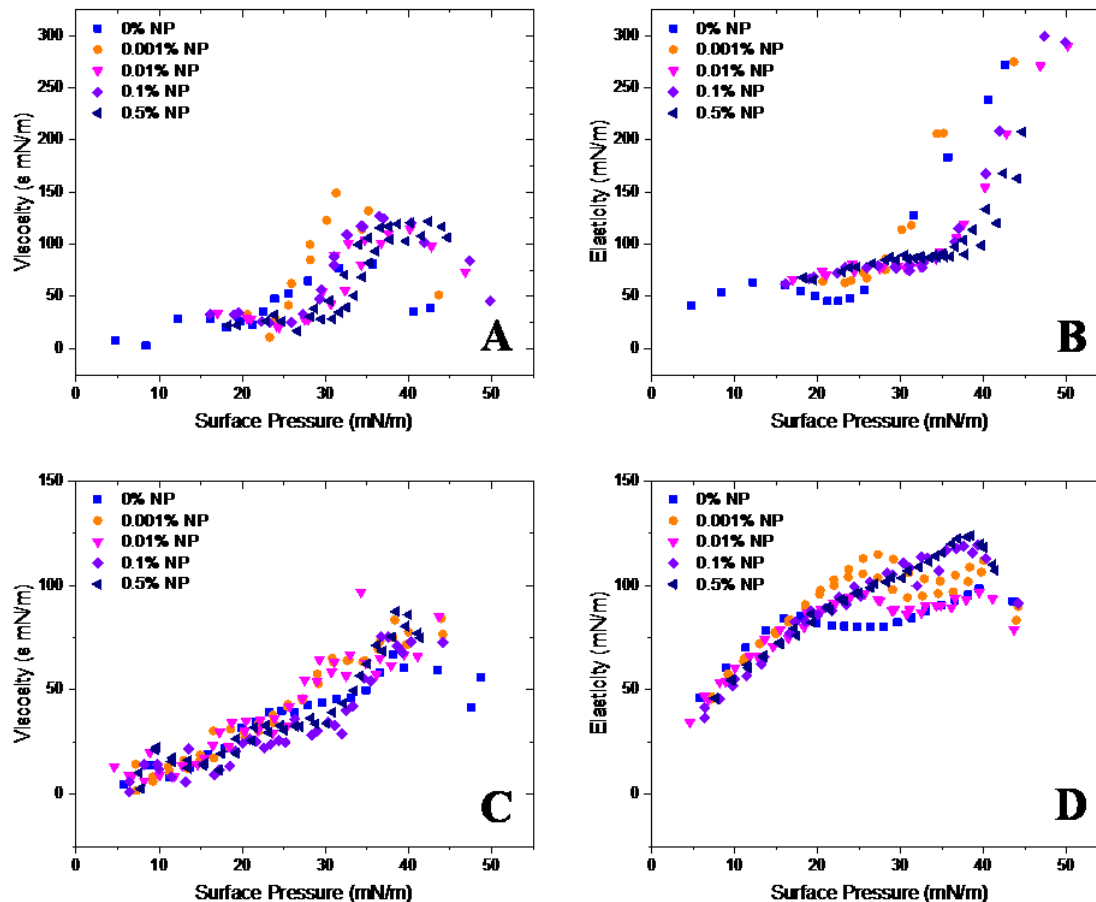 0% NP
0.001% NP
0.01% NP
0.1% NP
0.5% NP
300
250
200
150
100
50
0
Viscosity (s mN/m)
A
0 10 20 30 40 50
Surface Pressure (mN/m)
0% NP
0.001% NP
0.01% NP
0.1% NP
0.5% NP
300
250
200
150
100
50
0
Elasticity (mN/m)
B
0 10 20 30 40 50
Surface Pressure (mN/m)
0% NP
0.001% NP
0.01% NP
0.1% NP
0.5% NP
150
100
50
0
Viscosity (s mN/m)
C
0 10 20 30 40 50
Surface Pressure (mN/m)
0% NP
0.001% NP
0.01% NP
0.1% NP
0.5% NP
150
100
50
0
Elasticity (mN/m)
D
0 10 20 30 40 50
Surface Pressure (mN/m)